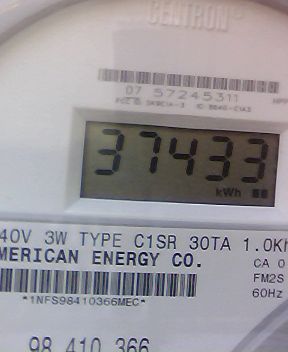 CENTRON®
07 57245311
37433
kWh
40V 3W TYPE C1SR 30TA 1.0Kh
MERICAN ENERGY CO.
CA 0
FM2S
*1NFS98410366MEC*
60Hz
98 410 366